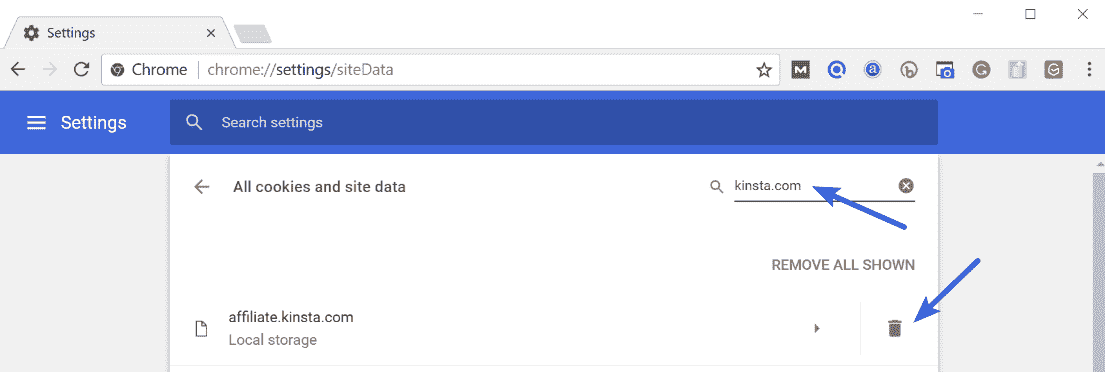 Settings
Chrome chrome://settings/siteData
Settings
Search settings
All cookies and site data
kinsta.com
REMOVE ALL SHOWN
affiliate.kinsta.com
Local storage